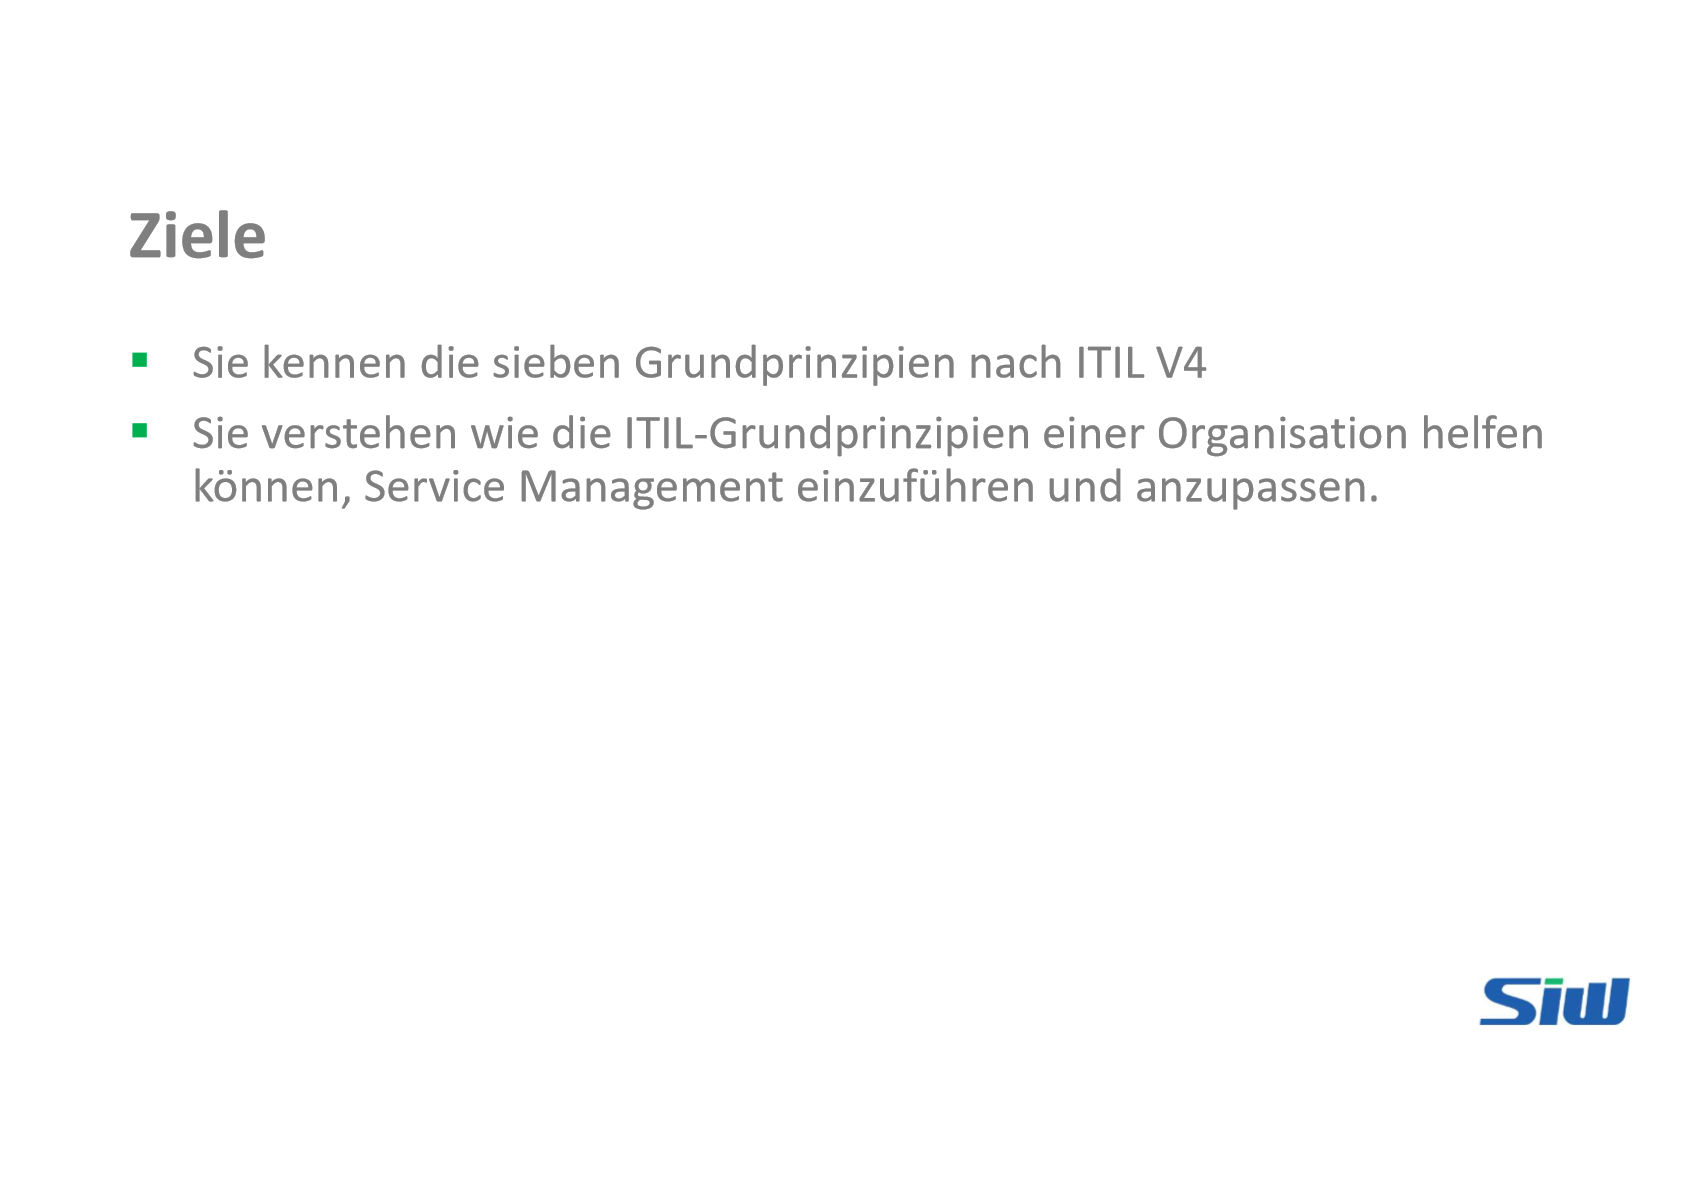 Ziele
Sie kennen die sieben Grundprinzipien nach ITIL V4
Sie verstehen wie die ITIL-Grundprinzipien einer Organisation helfen
können, Service Management einzuführen und anzupassen.
Siw